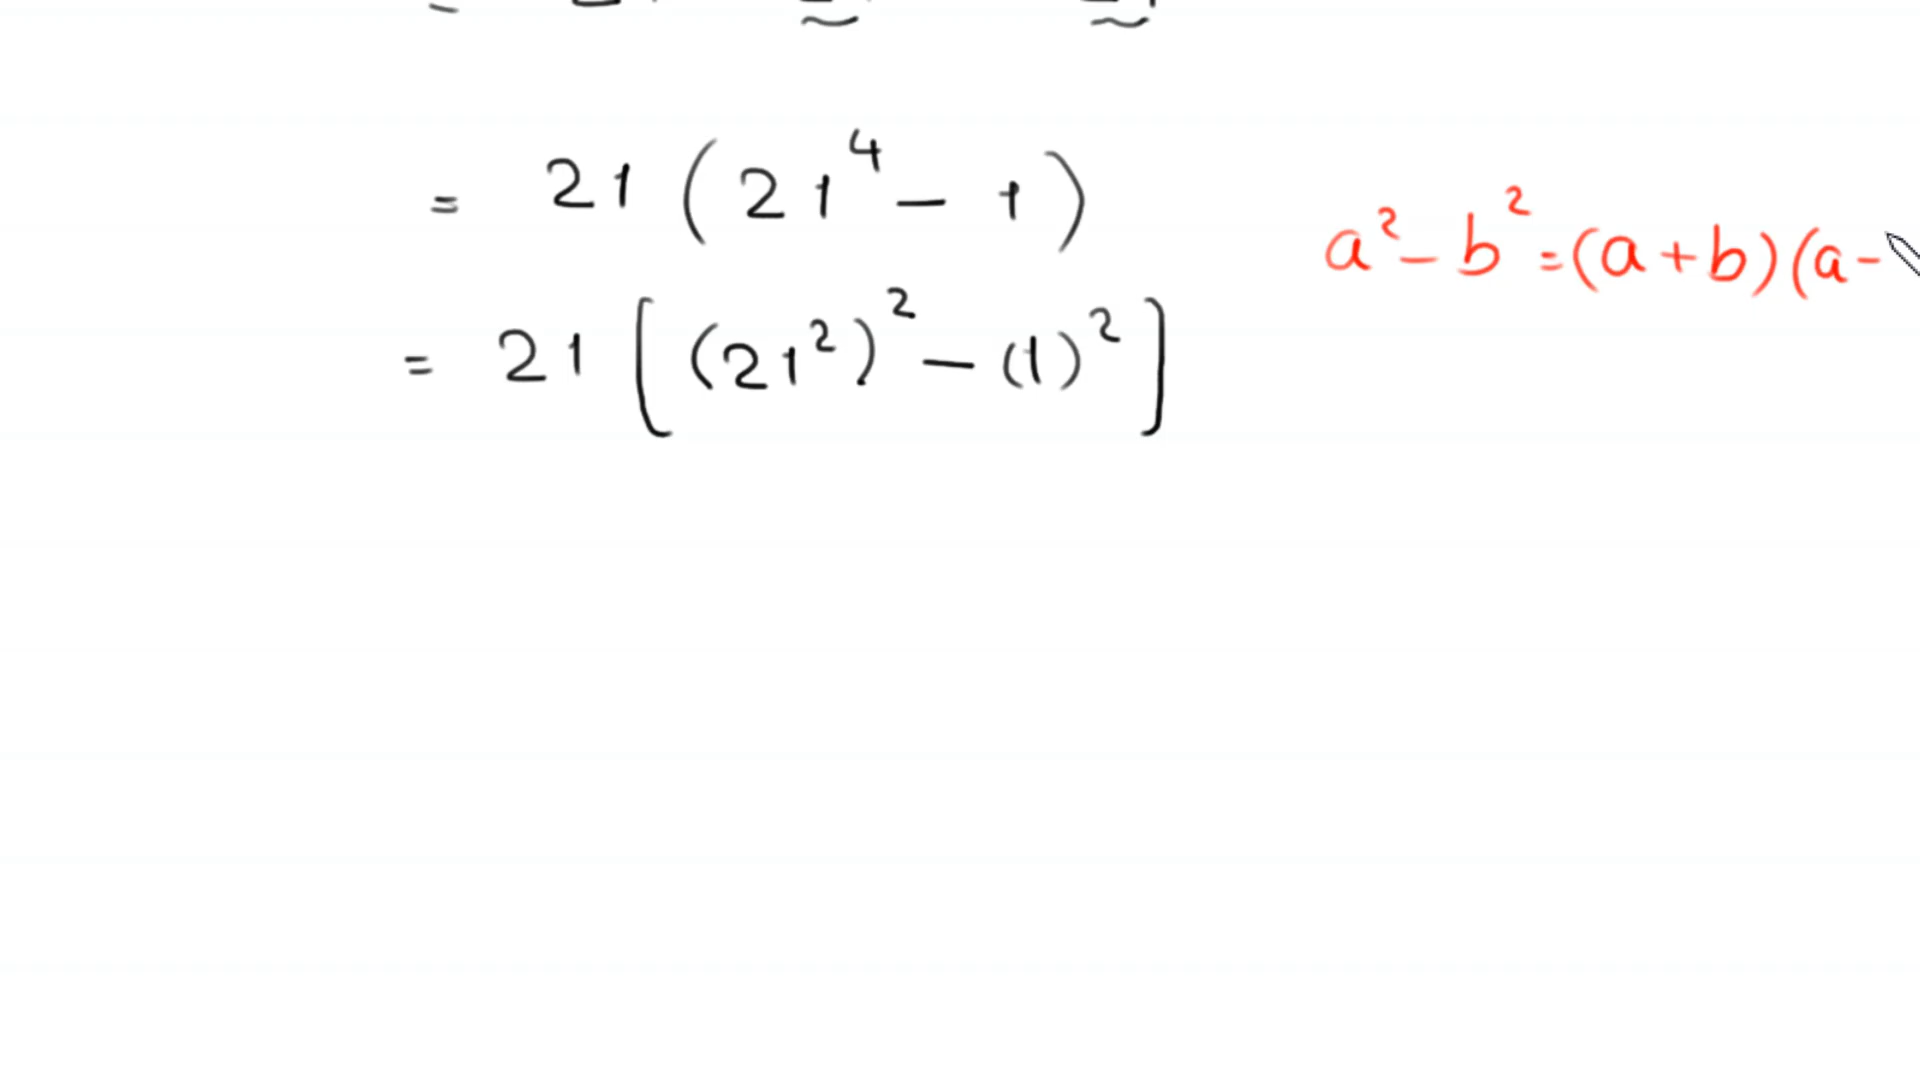 = 21 (21⁴ - 1)
a² - b² = (a + b)(a -
= 21 [(21²)² - (1)²]